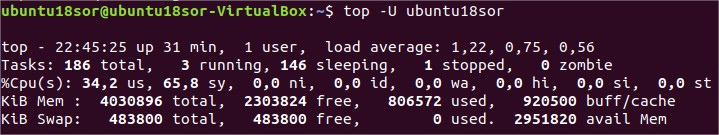 ubuntu18sor@ubuntu18sor-VirtualBox:~$ top -U ubuntu18sor
top - 22:45:25 up 31 min,  1 user,  load average: 1,22, 0,75, 0,56
Tasks: 186 total,   3 running, 146 sleeping,   1 stopped,   0 zombie
%Cpu(s): 34,2 us, 65,8 sy,  0,0 ni,  0,0 id,  0,0 wa,  0,0 hi,  0,0 si,  0,0 st
KiB Mem :  4030896 total,  2303824 free,   806572 used,   920500 buff/cache
KiB Swap:   483800 total,   483800 free,        0 used.  2951820 avail Mem